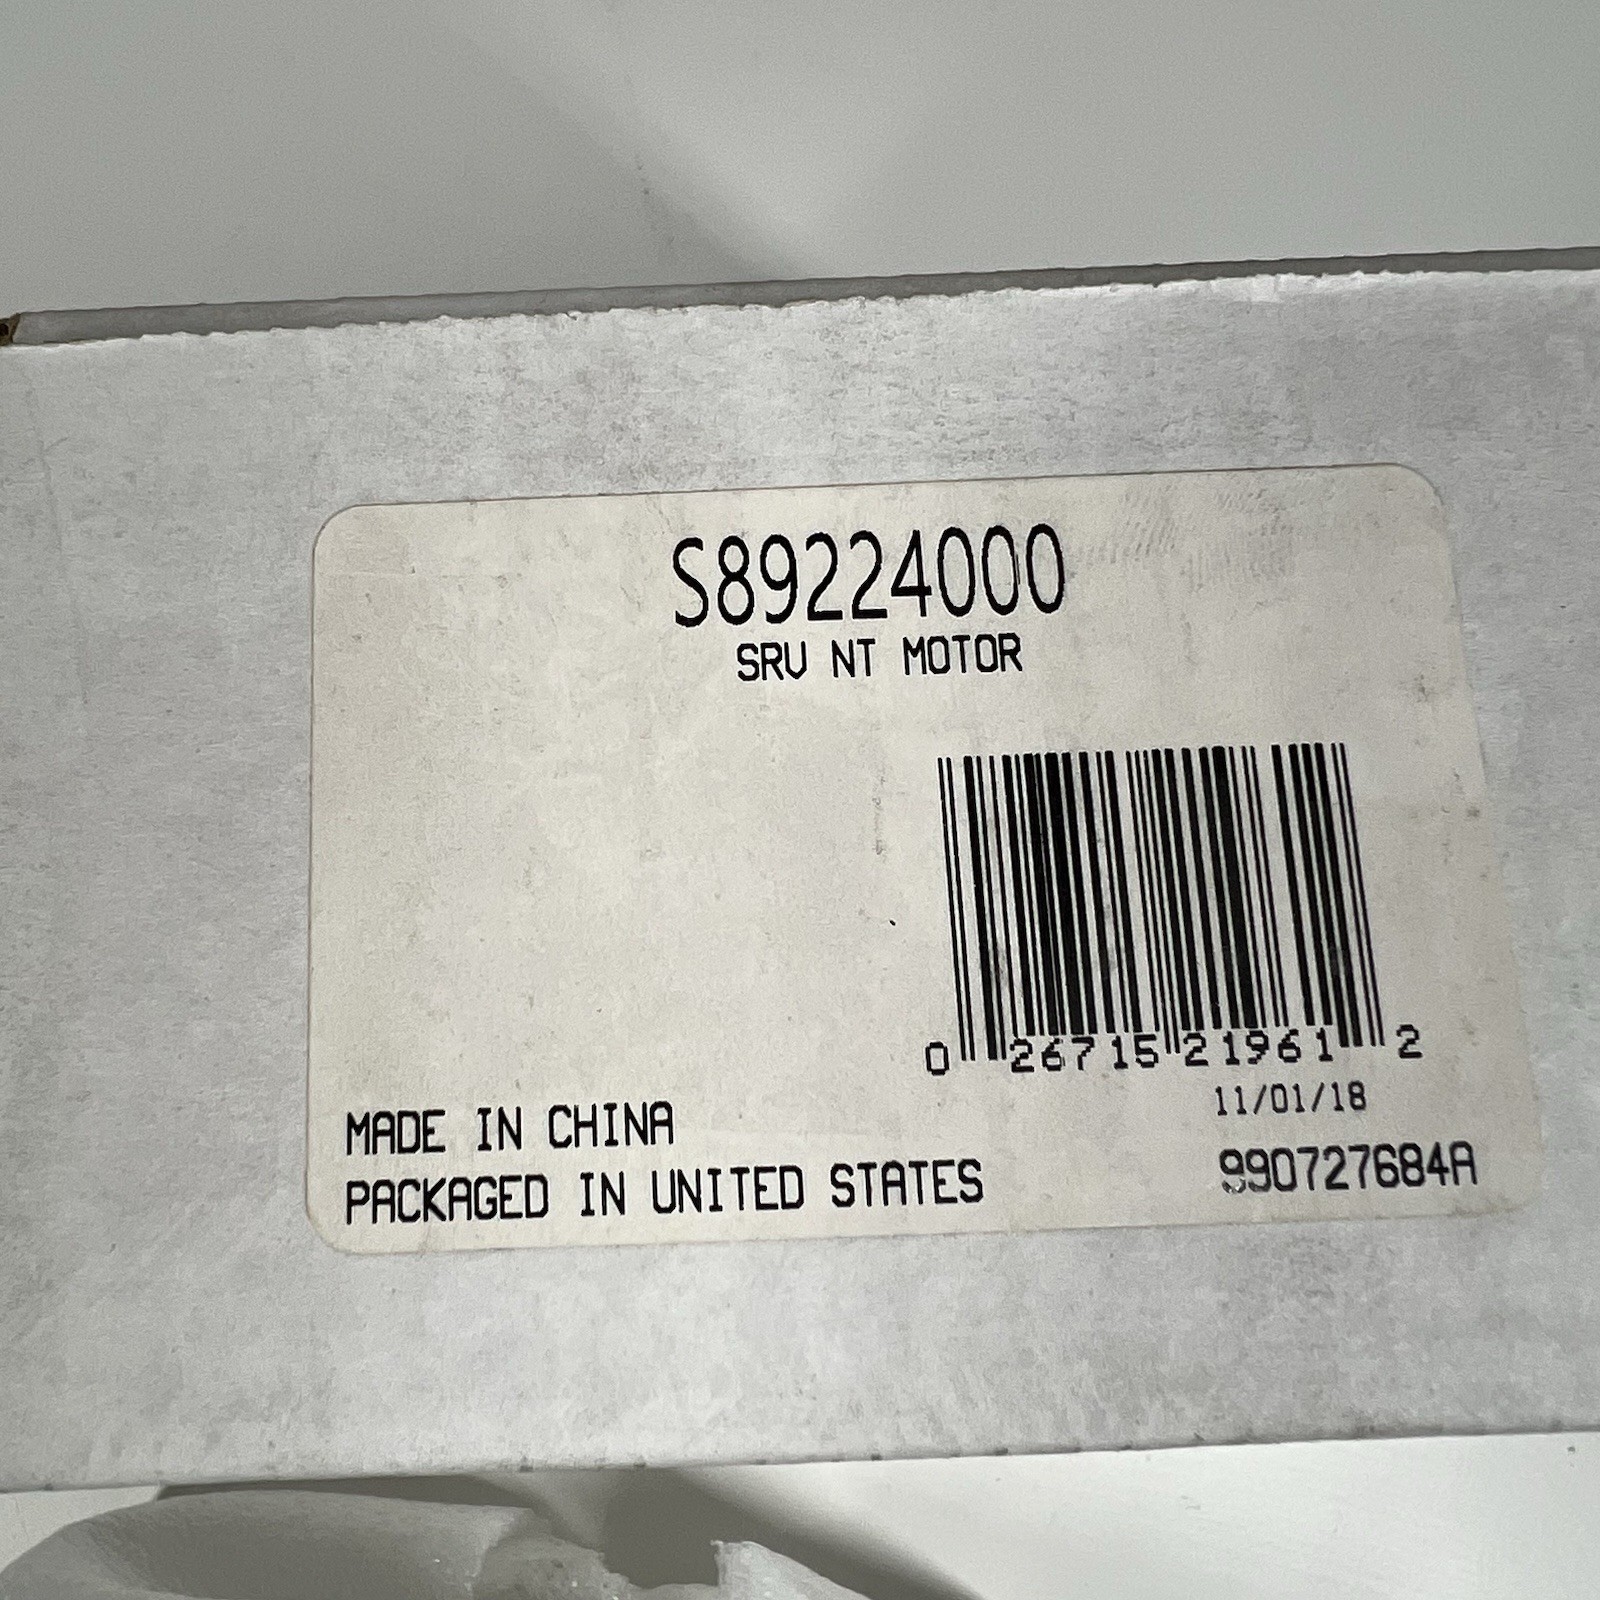 S89224000
SRV NT MOTOR
0 26715 21961 2
11/01/18
MADE IN CHINA
PACKAGED IN UNITED STATES
990727684A